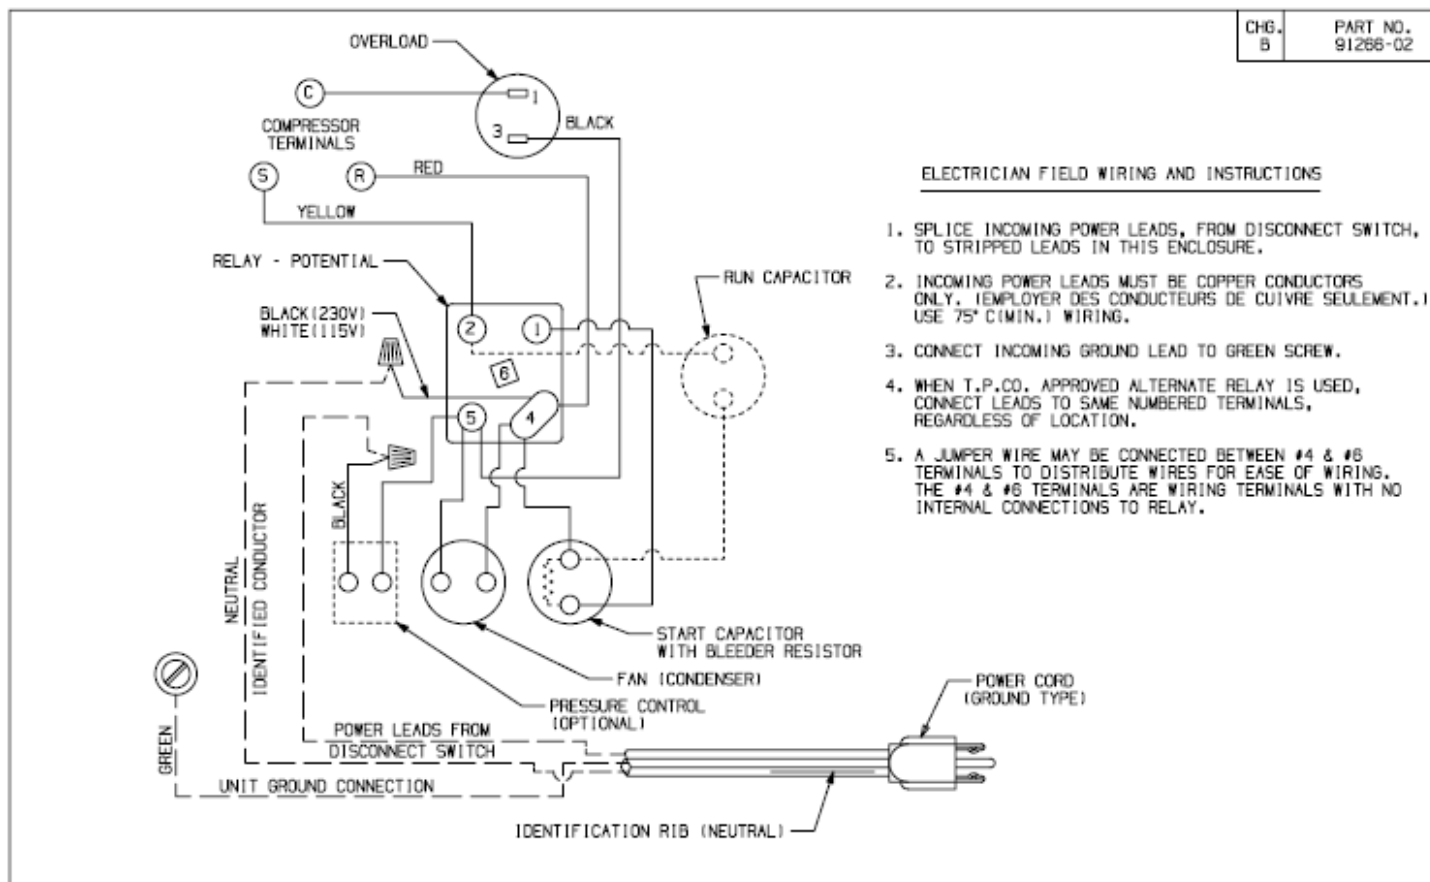 CHG.
B
PART NO.
91266-02
OVERLOAD
C
1
3
BLACK
COMPRESSOR
TERMINALS
S
R
RED
YELLOW
RELAY - POTENTIAL
BLACK(230V)
WHITE(115V)
2
1
6
5
4
RUN CAPACITOR
BLACK
NEUTRAL
IDENTIFIED CONDUCTOR
START CAPACITOR
WITH BLEEDER RESISTOR
FAN (CONDENSER)
PRESSURE CONTROL
(OPTIONAL)
GREEN
POWER LEADS FROM
DISCONNECT SWITCH
UNIT GROUND CONNECTION
POWER CORD
(GROUND TYPE)
IDENTIFICATION RIB (NEUTRAL)
ELECTRICIAN FIELD WIRING AND INSTRUCTIONS
1. SPLICE INCOMING POWER LEADS, FROM DISCONNECT SWITCH,
TO STRIPPED LEADS IN THIS ENCLOSURE.
2. INCOMING POWER LEADS MUST BE COPPER CONDUCTORS
ONLY. (EMPLOYER DES CONDUCTEURS DE CUIVRE SEULEMENT.)
USE 75° C(MIN.) WIRING.
3. CONNECT INCOMING GROUND LEAD TO GREEN SCREW.
4. WHEN T.P.CO. APPROVED ALTERNATE RELAY IS USED,
CONNECT LEADS TO SAME NUMBERED TERMINALS,
REGARDLESS OF LOCATION.
5. A JUMPER WIRE MAY BE CONNECTED BETWEEN #4 & #6
TERMINALS TO DISTRIBUTE WIRES FOR EASE OF WIRING.
THE #4 & #6 TERMINALS ARE WIRING TERMINALS WITH NO
INTERNAL CONNECTIONS TO RELAY.